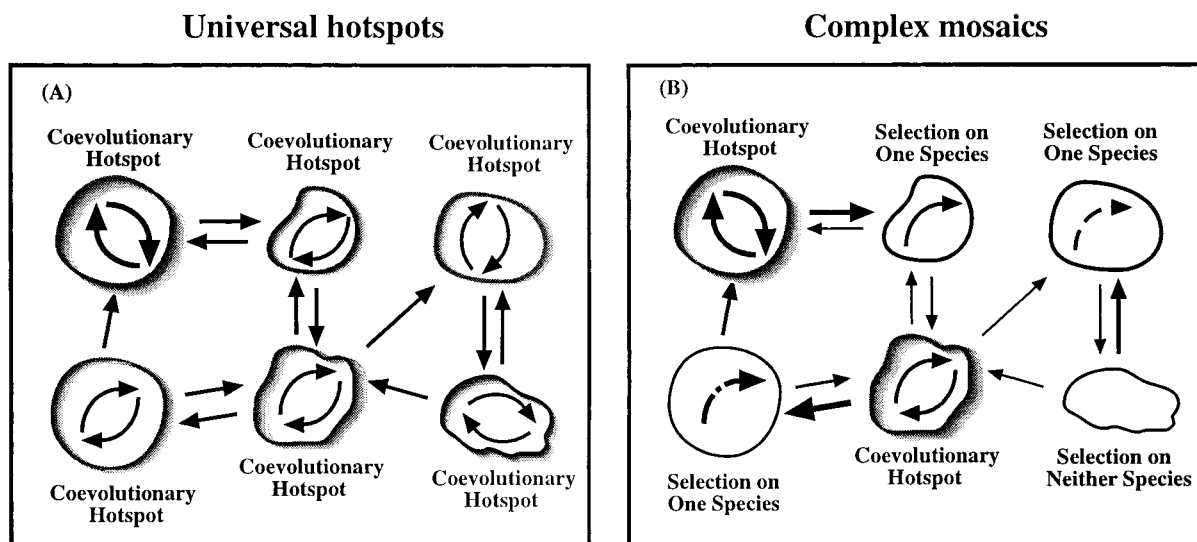 Universal hotspots
Complex mosaics
(A)
Coevolutionary
Hotspot
Coevolutionary
Hotspot
Coevolutionary
Hotspot
Coevolutionary
Hotspot
Coevolutionary
Hotspot
Coevolutionary
Hotspot
(B)
Coevolutionary
Hotspot
Selection on
One Species
Selection on
One Species
Selection on
One Species
Coevolutionary
Hotspot
Selection on
Neither Species